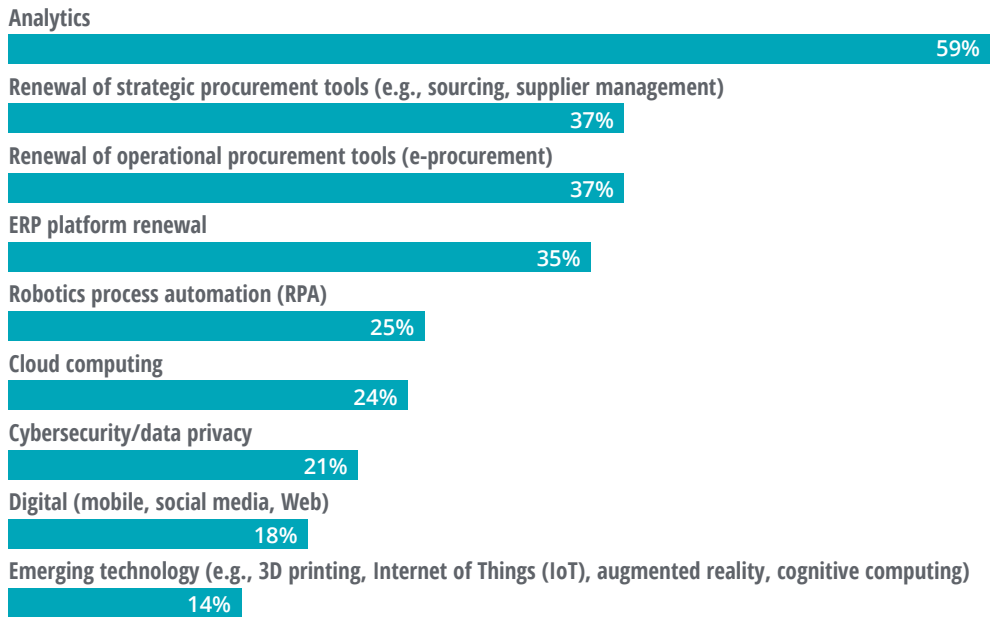 Analytics
59%
Renewal of strategic procurement tools (e.g., sourcing, supplier management)
37%
Renewal of operational procurement tools (e-procurement)
37%
ERP platform renewal
35%
Robotics process automation (RPA)
25%
Cloud computing
24%
Cybersecurity/data privacy
21%
Digital (mobile, social media, Web)
18%
Emerging technology (e.g., 3D printing, Internet of Things (IoT), augmented reality, cognitive computing)
14%